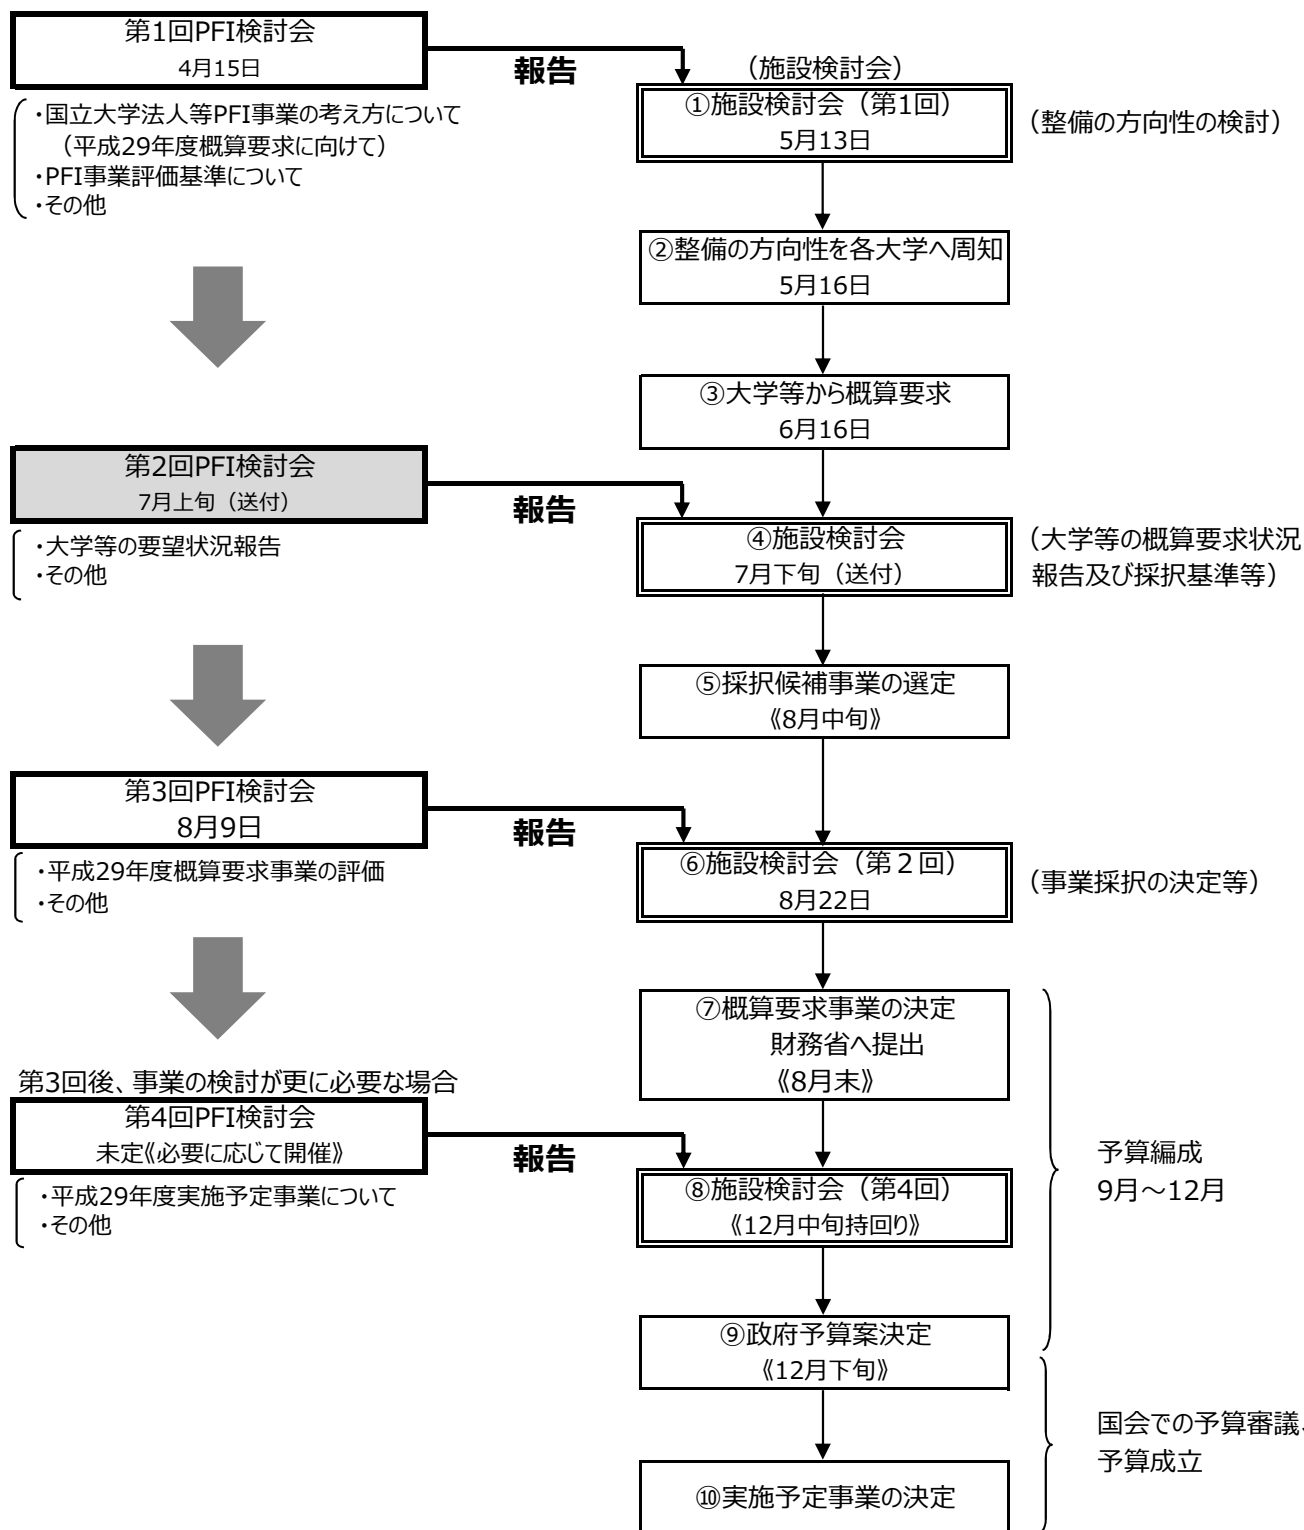 第1回PFI検討会
4月15日
・国立大学法人等PFI事業の考え方について
（平成29年度概算要求に向けて）
・PFI事業評価基準について
・その他
報告
（施設検討会）
①施設検討会（第1回）
5月13日
（整備の方向性の検討）
②整備の方向性を各大学へ周知
5月16日
③大学等から概算要求
6月16日
第2回PFI検討会
7月上旬（送付）
・大学等の要望状況報告
・その他
報告
④施設検討会
7月下旬（送付）
（大学等の概算要求状況
報告及び採択基準等）
⑤採択候補事業の選定
《8月中旬》
第3回PFI検討会
8月9日
・平成29年度概算要求事業の評価
・その他
報告
⑥施設検討会（第２回）
8月22日
（事業採択の決定等）
⑦概算要求事業の決定
財務省へ提出
《8月末》
第3回後、事業の検討が更に必要な場合
第4回PFI検討会
未定《必要に応じて開催》
・平成29年度実施予定事業について
・その他
報告
⑧施設検討会（第4回）
《12月中旬持回り》
予算編成
9月～12月
⑨政府予算案決定
《12月下旬》
国会での予算審議、
予算成立
⑩実施予定事業の決定